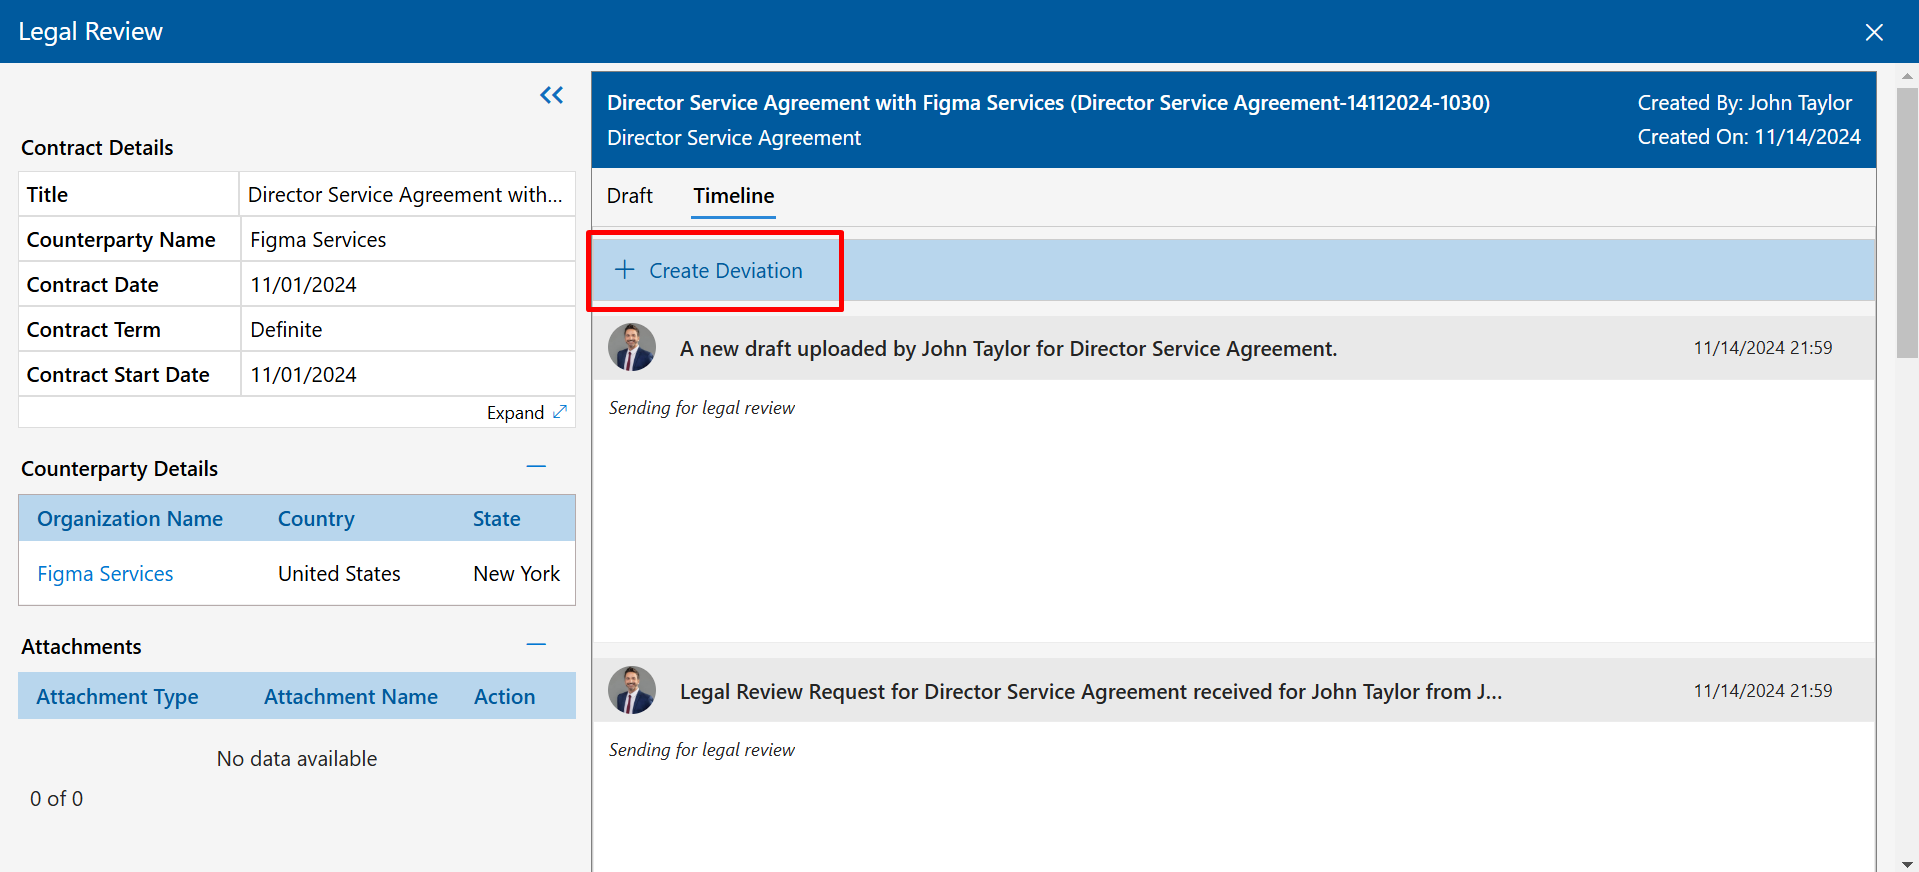 Legal Review
Contract Details
Title Director Service Agreement with...
Counterparty Name Figma Services
Contract Date 11/01/2024
Contract Term Definite
Contract Start Date 11/01/2024
Expand
Counterparty Details
Organization Name Country State
Figma Services United States New York
Attachments
Attachment Type Attachment Name Action
No data available
0 of 0
Director Service Agreement with Figma Services (Director Service Agreement-14112024-1030)
Director Service Agreement
Created By: John Taylor
Created On: 11/14/2024
Draft Timeline
Create Deviation
A new draft uploaded by John Taylor for Director Service Agreement. 11/14/2024 21:59
Sending for legal review
Legal Review Request for Director Service Agreement received for John Taylor from J... 11/14/2024 21:59
Sending for legal review